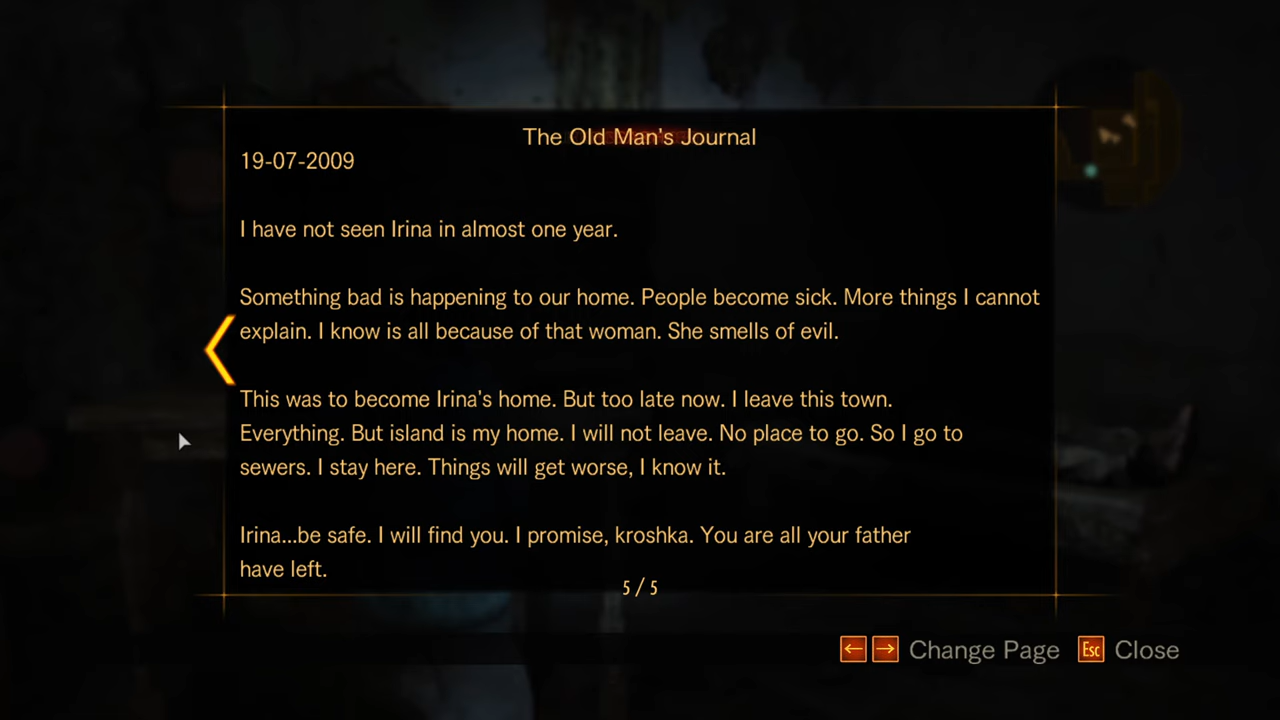 The Old Man's Journal
19-07-2009
I have not seen Irina in almost one year.
Something bad is happening to our home. People become sick. More things I cannot
explain. I know is all because of that woman. She smells of evil.
This was to become Irina's home. But too late now. I leave this town.
Everything. But island is my home. I will not leave. No place to go. So I go to
sewers. I stay here. Things will get worse, I know it.
Irina...be safe. I will find you. I promise, kroshka. You are all your father
have left.
5 / 5
← → Change Page Esc Close